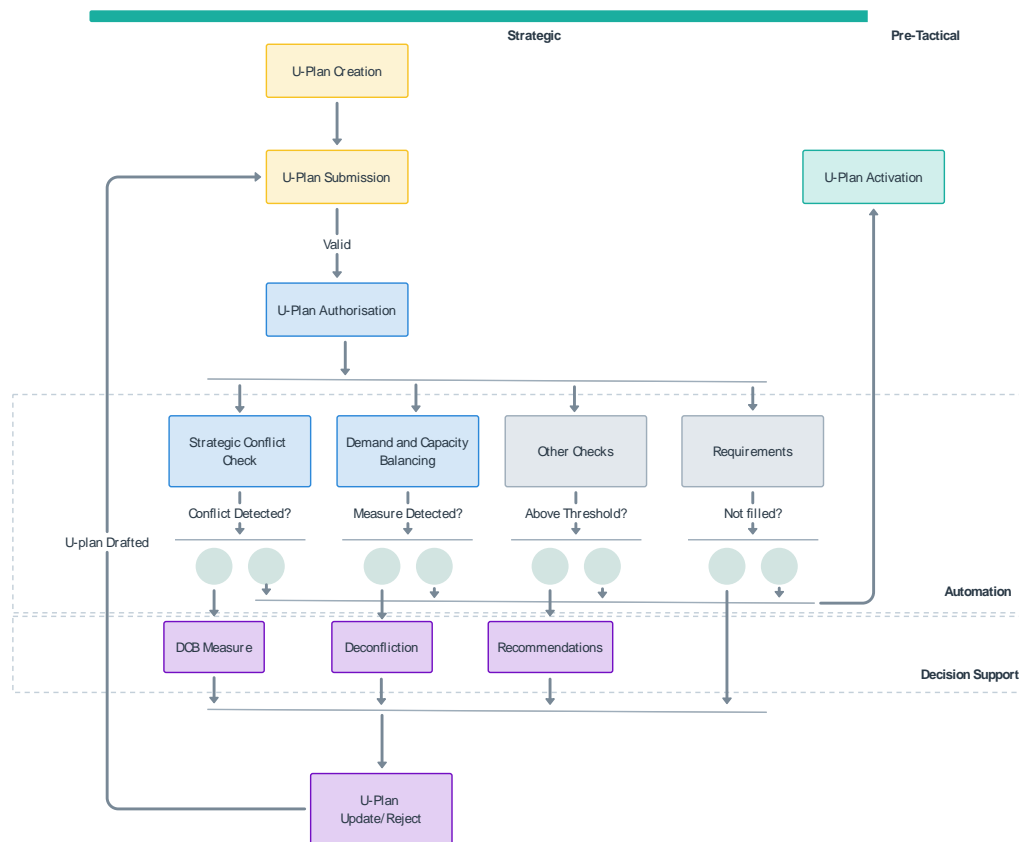 Strategic
Pre-Tactical
U-Plan Creation
U-Plan Submission
U-Plan Activation
Valid
U-Plan Authorisation
Strategic Conflict
Check
Demand and Capacity
Balancing
Other Checks
Requirements
Conflict Detected?
Measure Detected?
Above Threshold?
Not filled?
U-plan Drafted
Automation
DCB Measure
Deconfliction
Recommendations
Decision Support
U-Plan
Update/Reject